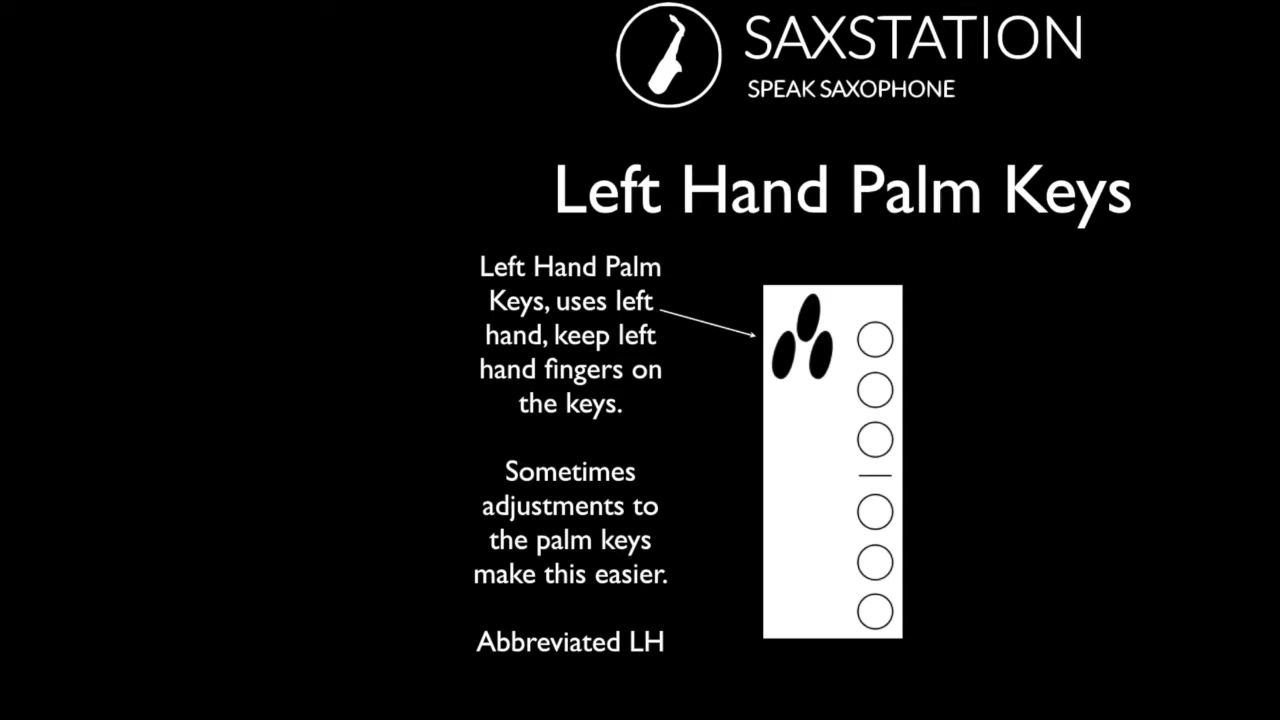 SAXSTATION
SPEAK SAXOPHONE
Left Hand Palm Keys
Left Hand Palm
Keys, uses left
hand, keep left
hand fingers on
the keys.
Sometimes
adjustments to
the palm keys
make this easier.
Abbreviated LH